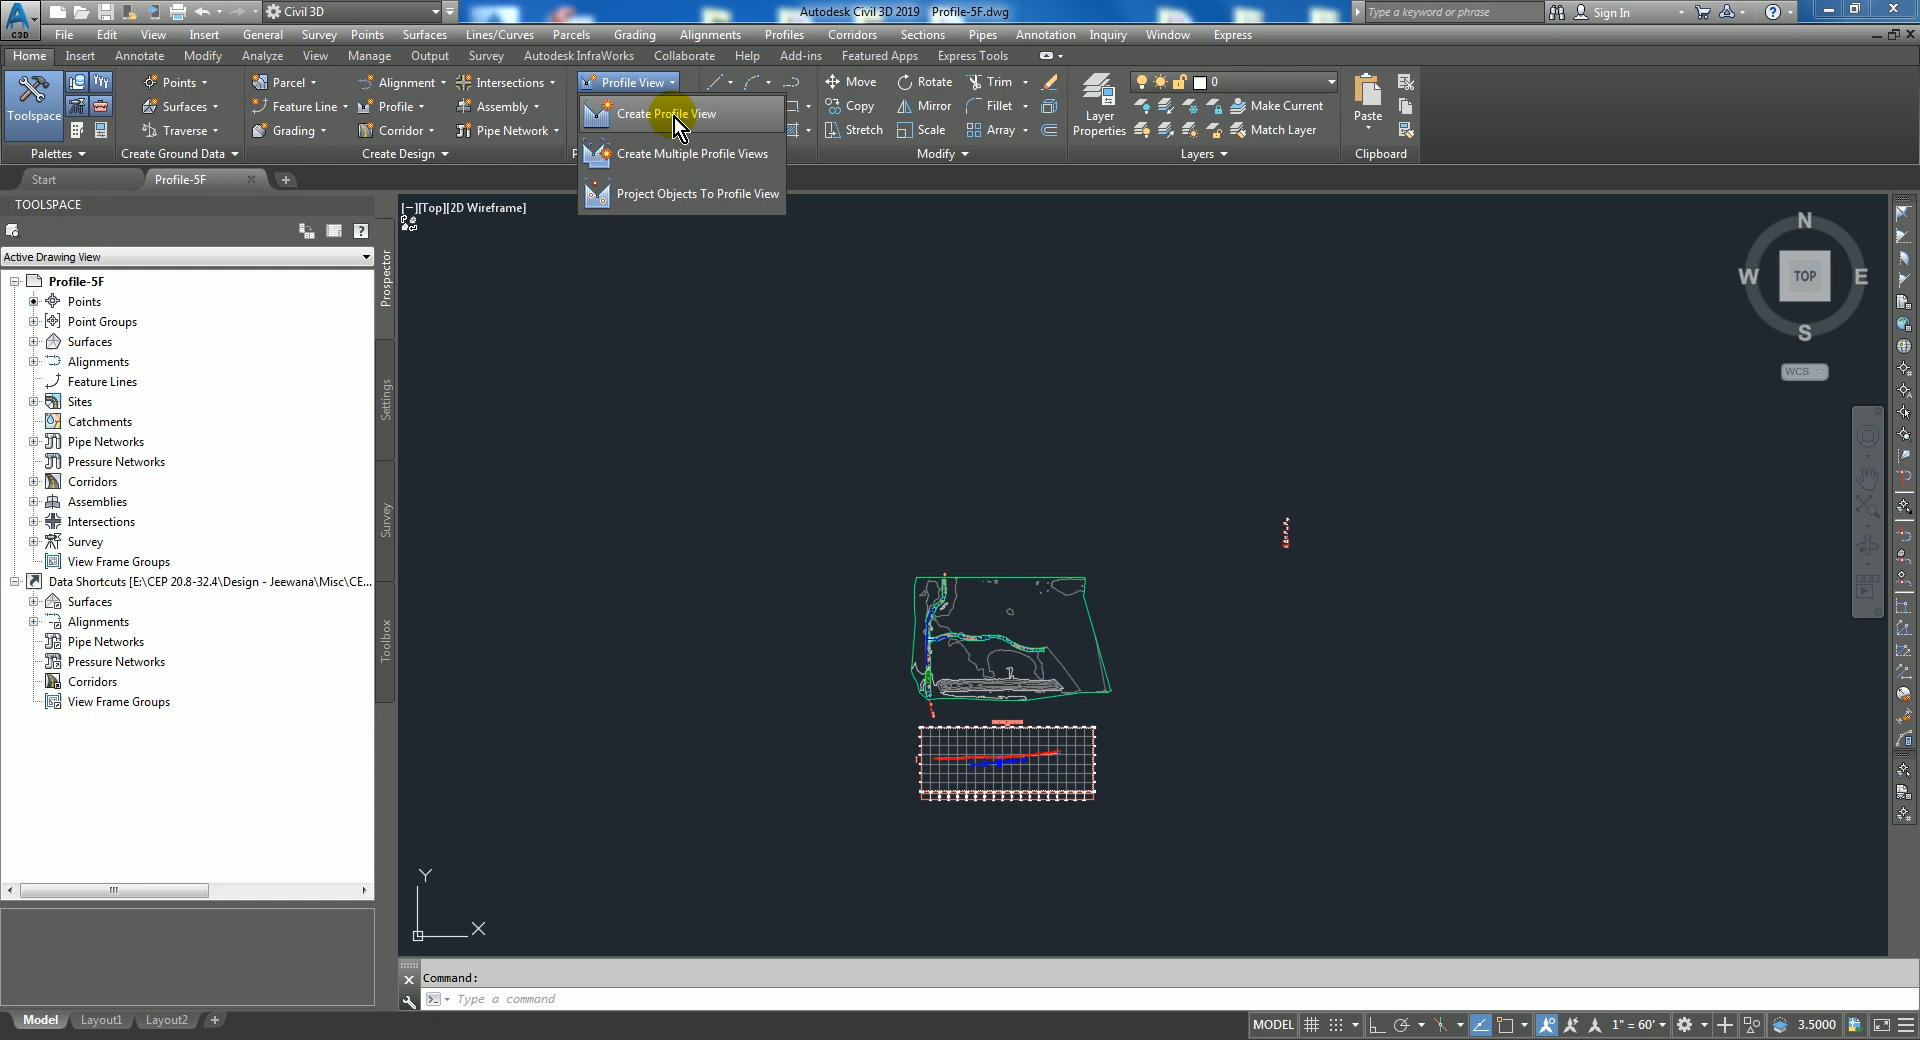 Civil 3D
Autodesk Civil 3D 2019 Profile-5F.dwg
Type a keyword or phrase
Sign In
C3D
File Edit View Insert General Survey Points Surfaces Lines/Curves Parcels Grading Alignments Profiles Corridors Sections Pipes Annotation Inquiry Window Express
Home Insert Annotate Modify Analyze View Manage Output Survey Autodesk InfraWorks Collaborate Help Add-ins Featured Apps Express Tools
Toolspace
Points Parcel Alignment Intersections Profile View Move Rotate Trim 0
Surfaces Feature Line Profile Assembly Copy Mirror Fillet Make Current
Traverse Grading Corridor Pipe Network Stretch Scale Array Match Layer
Layer Properties
Paste
Palettes Create Ground Data Create Design Modify Layers Clipboard
Create Profile View
Create Multiple Profile Views
Project Objects To Profile View
Start Profile-5F
TOOLSPACE
Active Drawing View
Profile-5F
Points
Point Groups
Surfaces
Alignments
Feature Lines
Sites
Catchments
Pipe Networks
Pressure Networks
Corridors
Assemblies
Intersections
Survey
View Frame Groups
Data Shortcuts [E:\CEP 20.8-32.4\Design - Jeewana\Misc\CE...
Surfaces
Alignments
Pipe Networks
Pressure Networks
Corridors
View Frame Groups
Prospector
Settings
Survey
Toolbox
[−][Top][2D Wireframe]
N
W TOP E
S
WCS
Y
X
Command:
Type a command
Model Layout1 Layout2
MODEL 1" = 60' 3.5000